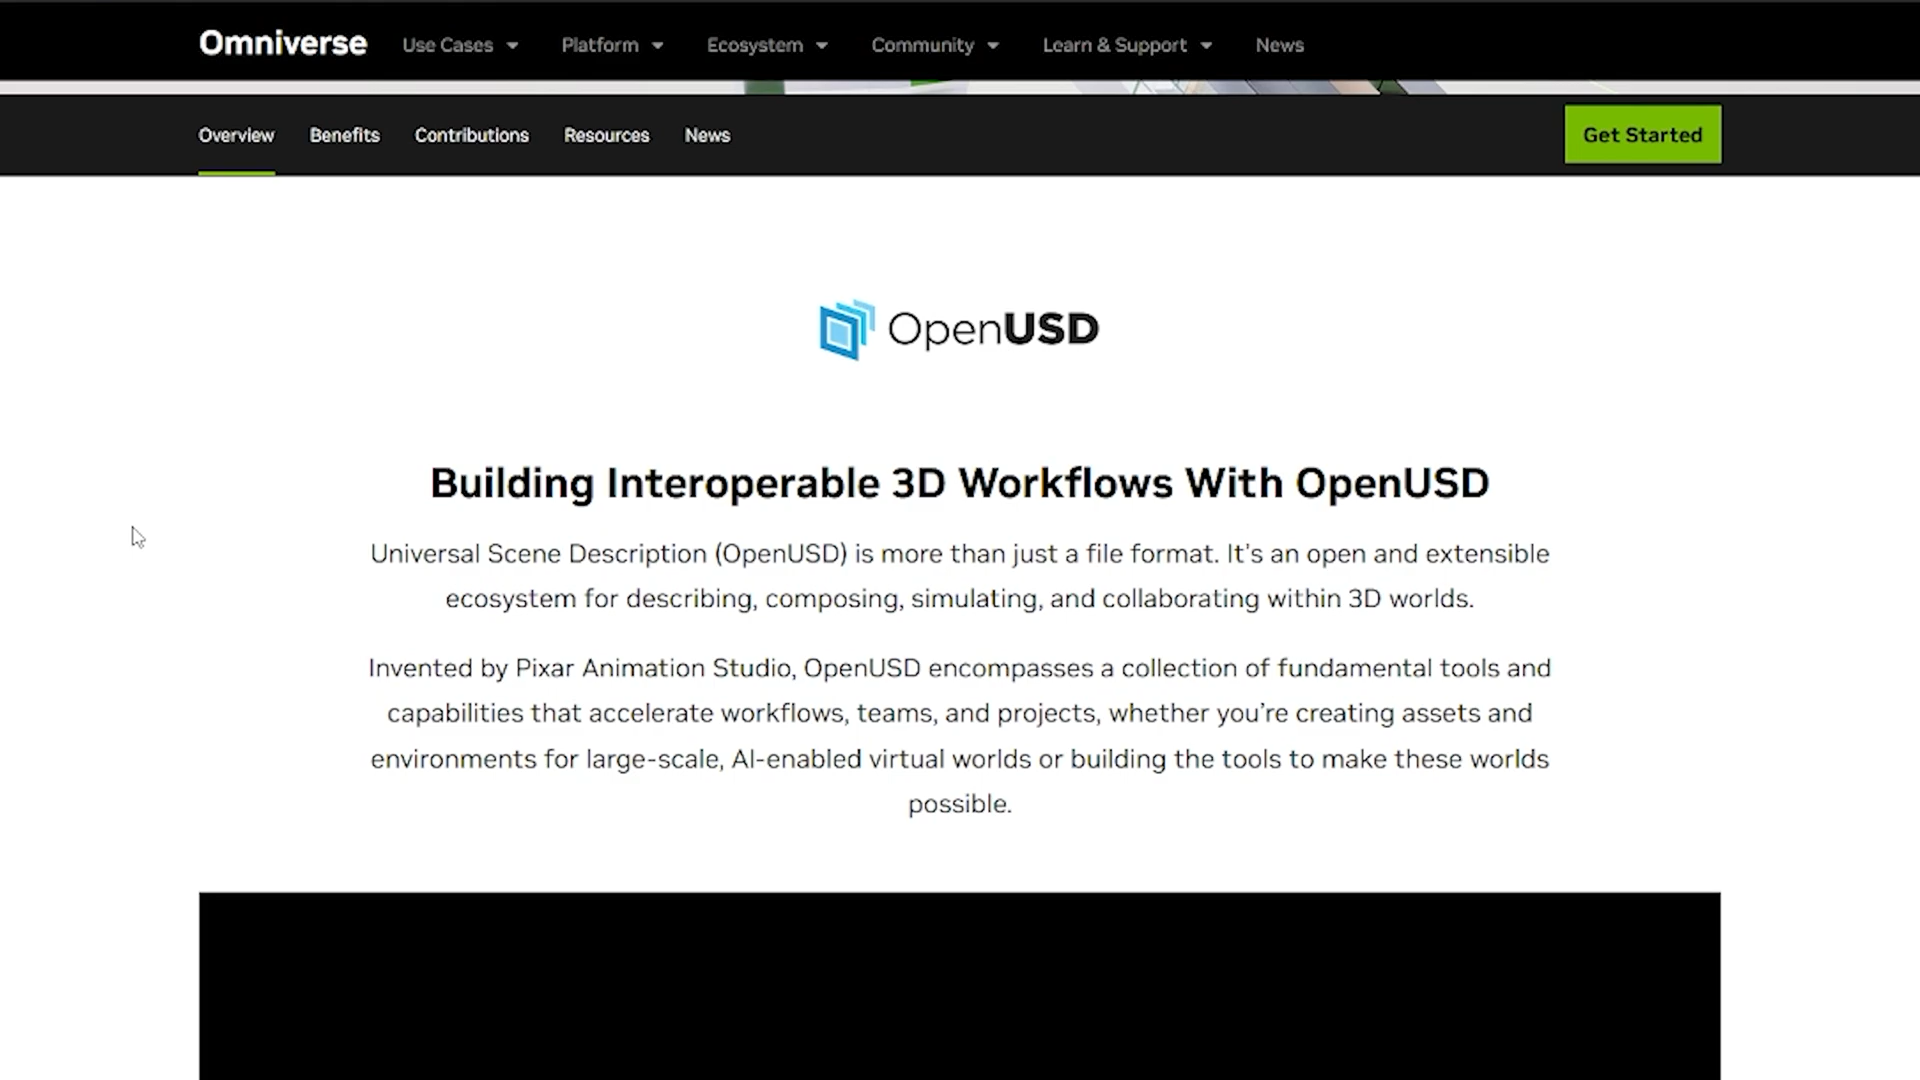 Omniverse Use Cases Platform Ecosystem Community Learn & Support News
Overview Benefits Contributions Resources News Get Started
OpenUSD
Building Interoperable 3D Workflows With OpenUSD
Universal Scene Description (OpenUSD) is more than just a file format. It's an open and extensible
ecosystem for describing, composing, simulating, and collaborating within 3D worlds.
Invented by Pixar Animation Studio, OpenUSD encompasses a collection of fundamental tools and
capabilities that accelerate workflows, teams, and projects, whether you're creating assets and
environments for large-scale, AI-enabled virtual worlds or building the tools to make these worlds
possible.